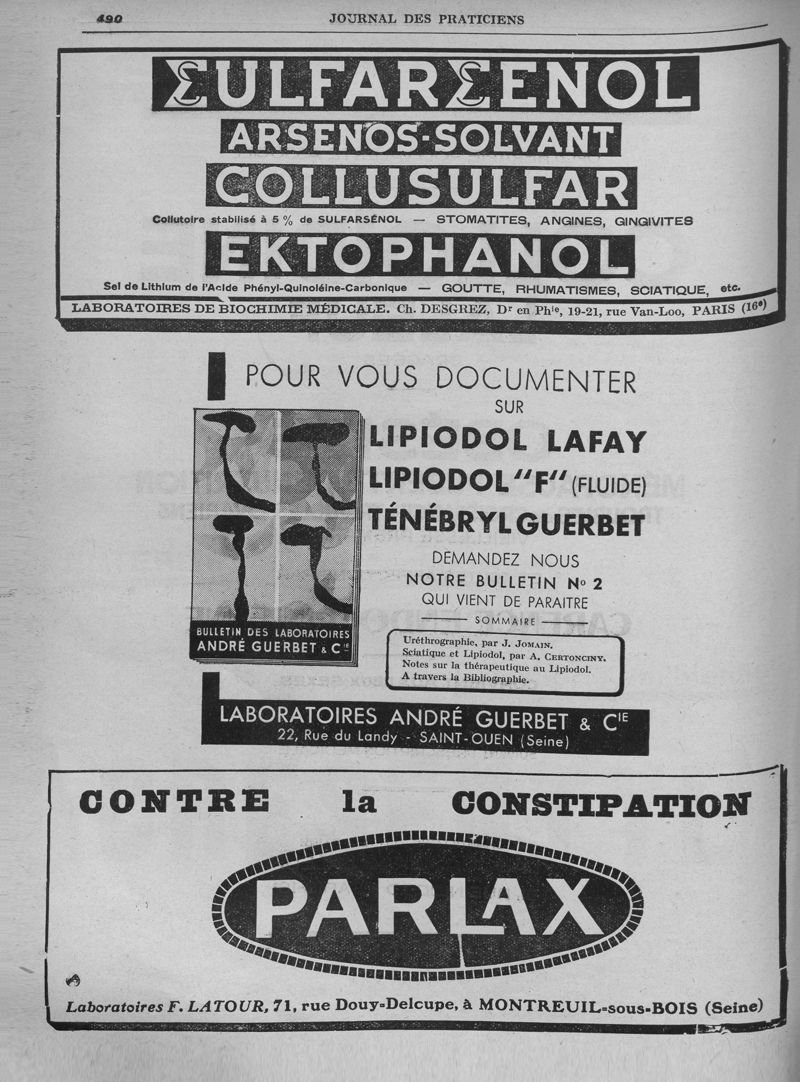 490
JOURNAL DES PRATICIENS
ΣULFARΣENOL
ARSENOS-SOLVANT
COLLUSULFAR
Collutoire stabilisé à 5 % de SULFARSÉNOL — STOMATITES, ANGINES, GINGIVITES
EKTOPHANOL
Sel de Lithium de l'Acide Phényl-Quinoléine-Carbonique — GOUTTE, RHUMATISMES, SCIATIQUE, etc.
LABORATOIRES DE BIOCHIMIE MÉDICALE. Ch. DESGREZ, Dr en Phie, 19-21, rue Van-Loo, PARIS (16e)
POUR VOUS DOCUMENTER
SUR
LIPIODOL LAFAY
LIPIODOL "F" (FLUIDE)
TÉNÉBRYL GUERBET
DEMANDEZ NOUS
NOTRE BULLETIN No 2
QUI VIENT DE PARAITRE
SOMMAIRE
Uréthrographie, par J. JOMAIN.
Sciatique et Lipiodol, par A. CERTONCINY.
Notes sur la thérapeutique au Lipiodol.
A travers la Bibliographie.
BULLETIN DES LABORATOIRES
ANDRÉ GUERBET & CIE
LABORATOIRES ANDRÉ GUERBET & CIE
22, Rue du Landy - SAINT-OUEN (Seine)
CONTRE la CONSTIPATION
PARLAX
Laboratoires F. LATOUR, 71, rue Douy=Delcupe, à MONTREUIL=sous=BOIS (Seine)